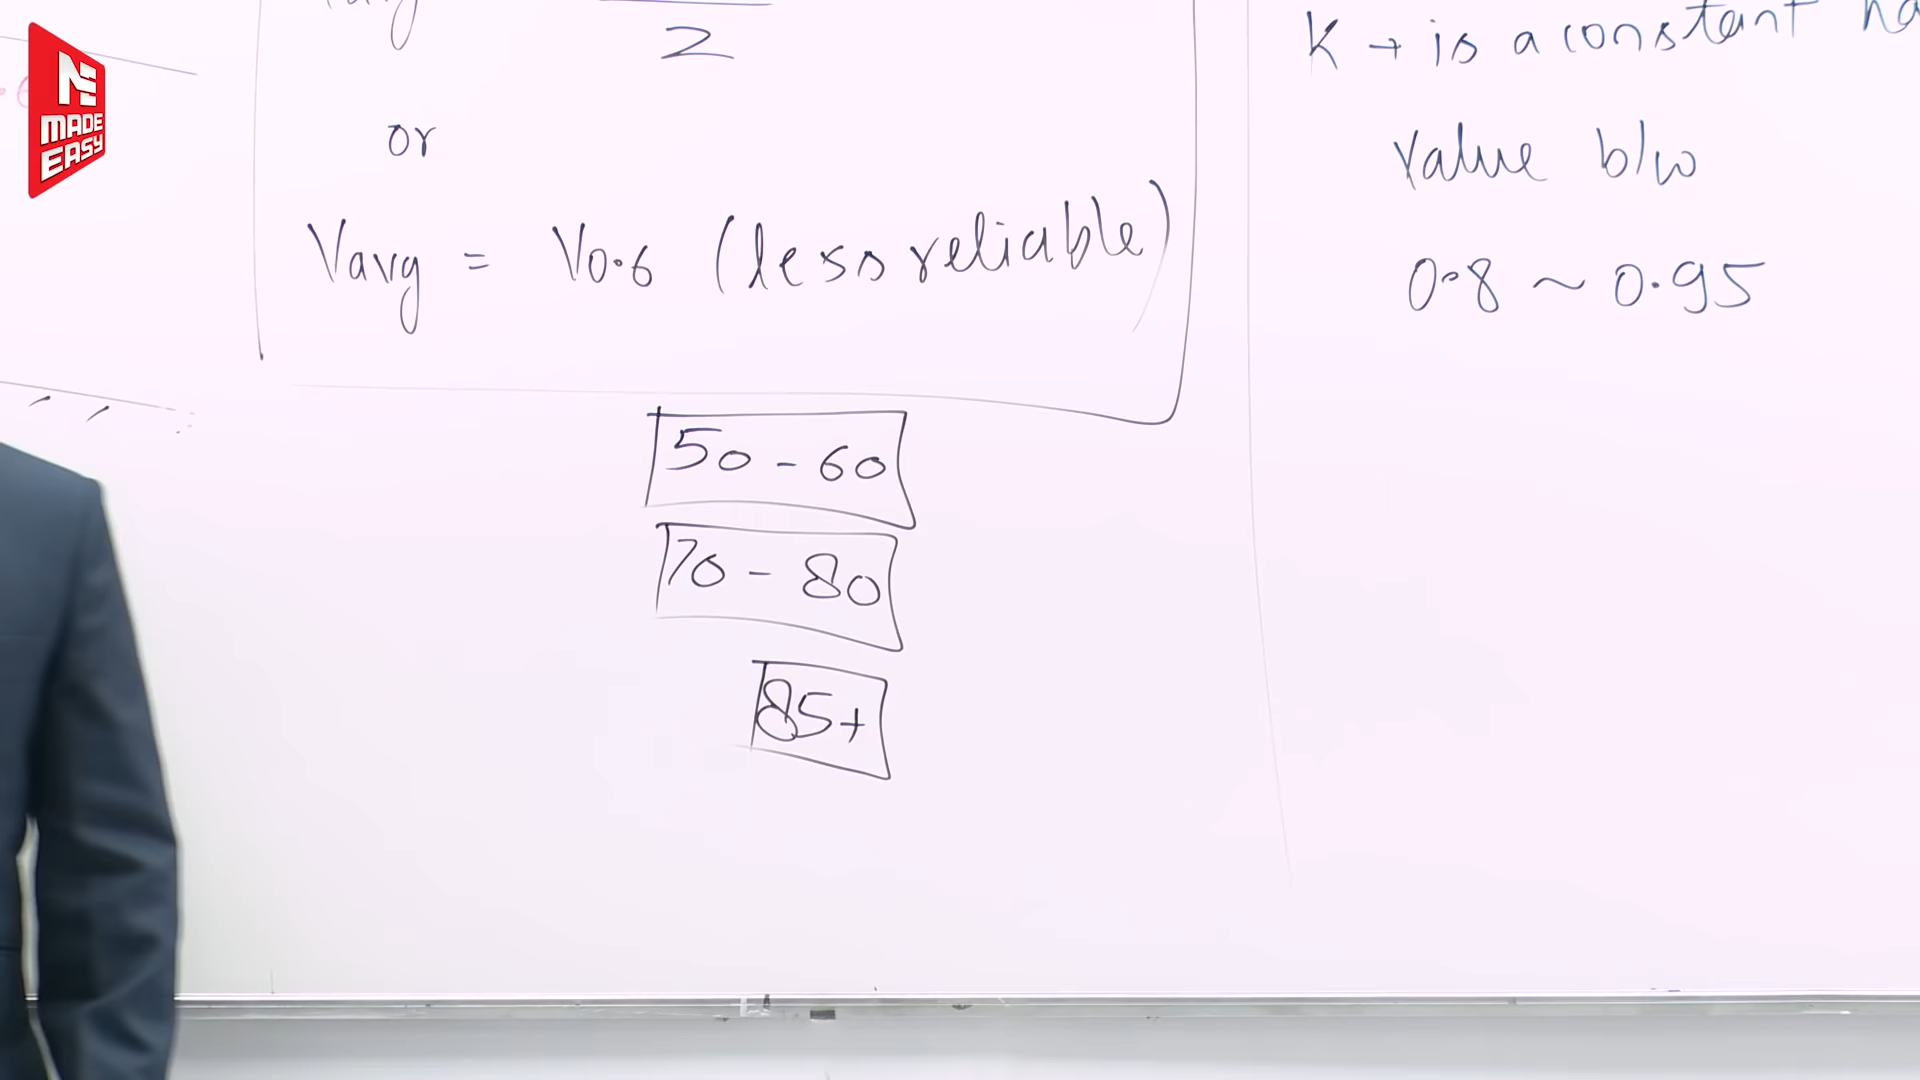 MADE
EASY
2
or
Vavg = V0.6 (less reliable)
50 - 60
70 - 80
85+
K → is a constant
Value b/w
0.8 ~ 0.95